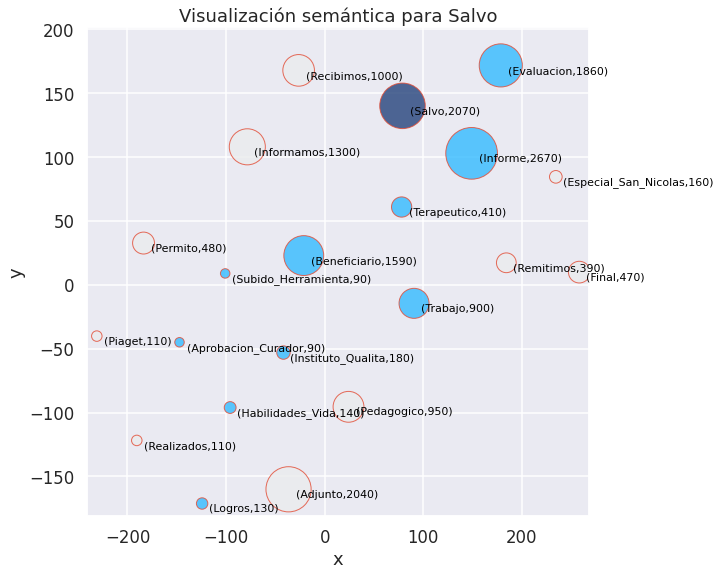 Visualización semántica para Salvo
200
150
100
50
0
−50
−100
−150
y
(Evaluacion,1860)
(Recibimos,1000)
(Salvo,2070)
(Informamos,1300)
(Informe,2670)
(Especial_San_Nicolas,160)
(Terapeutico,410)
(Permito,480)
(Beneficiario,1590)
(Remitimos,390)
(Subido_Herramienta,90)
(Final,470)
(Trabajo,900)
(Piaget,110)
(Aprobacion_Curador,90)
(Instituto_Qualita,180)
(Habilidades_Vida,140)
(Pedagogico,950)
(Realizados,110)
(Adjunto,2040)
(Logros,130)
−200 −100 0 100 200
x